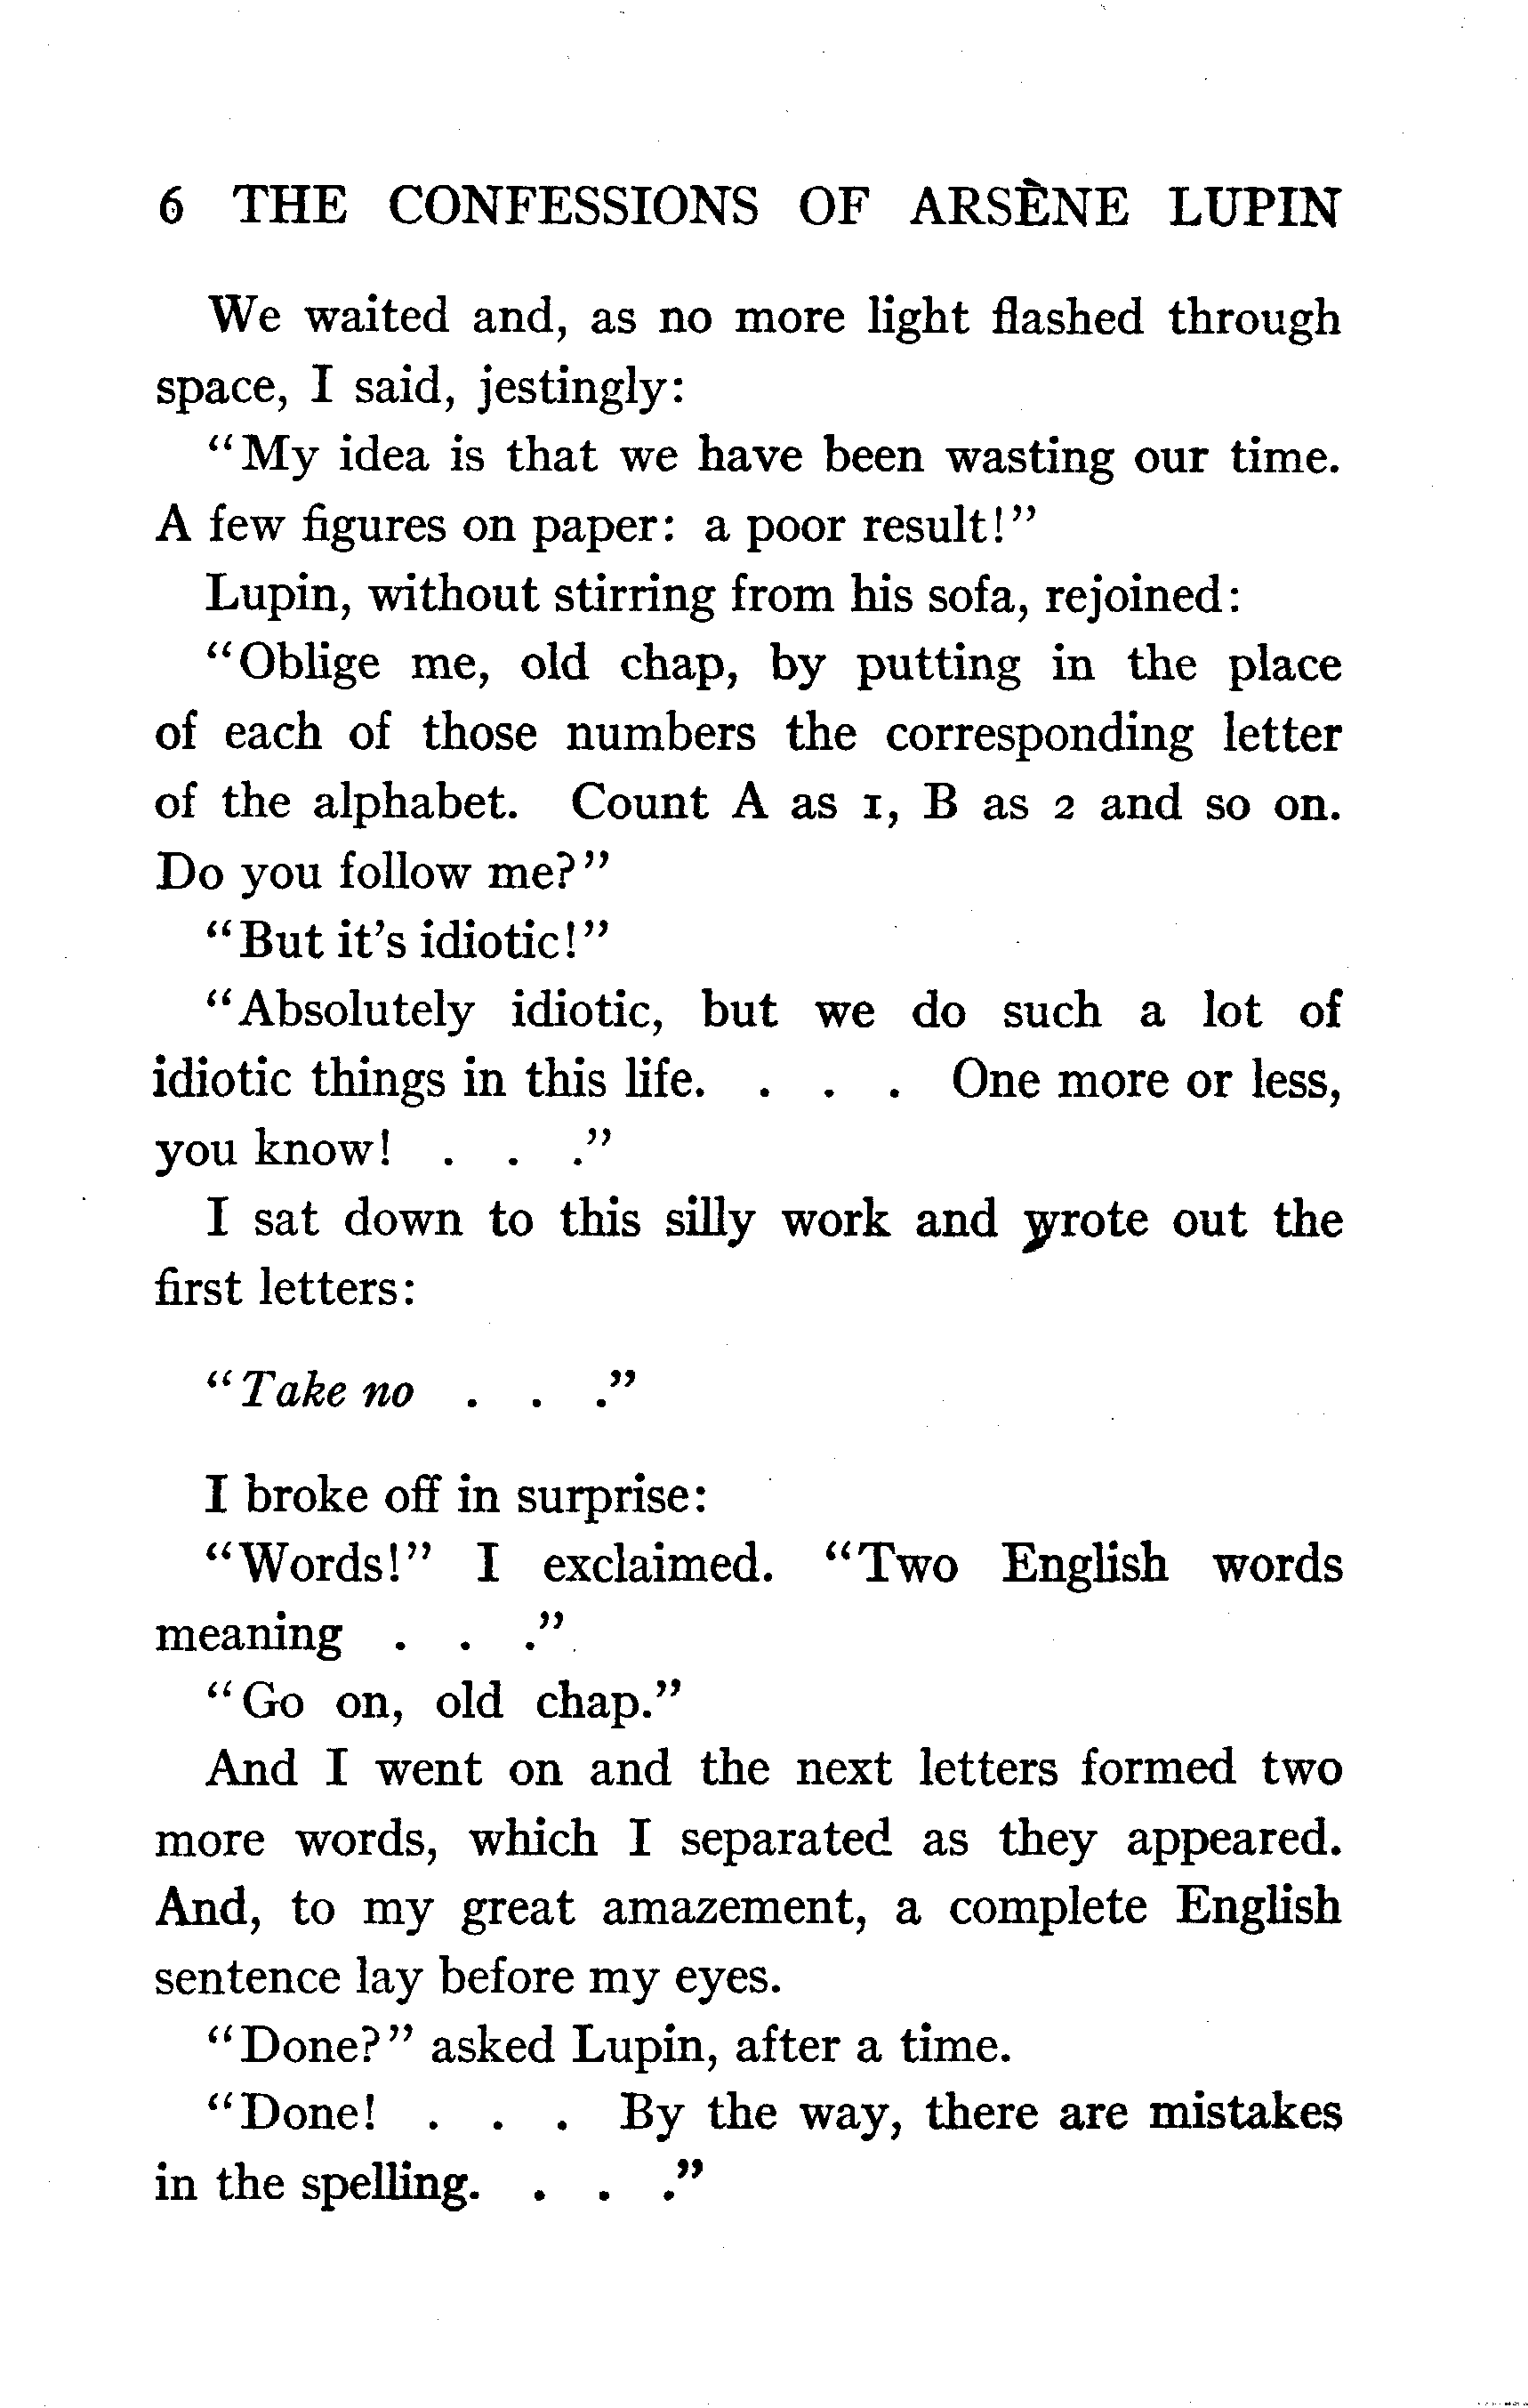 6 THE CONFESSIONS OF ARSÈNE LUPIN
We waited and, as no more light flashed through
space, I said, jestingly:
“My idea is that we have been wasting our time.
A few figures on paper: a poor result!”
Lupin, without stirring from his sofa, rejoined:
“Oblige me, old chap, by putting in the place
of each of those numbers the corresponding letter
of the alphabet. Count A as 1, B as 2 and so on.
Do you follow me?”
“But it’s idiotic!”
“Absolutely idiotic, but we do such a lot of
idiotic things in this life. . . . One more or less,
you know! . . .”
I sat down to this silly work and wrote out the
first letters:
“Take no . . .”
I broke off in surprise:
“Words!” I exclaimed. “Two English words
meaning . . .”
“Go on, old chap.”
And I went on and the next letters formed two
more words, which I separated as they appeared.
And, to my great amazement, a complete English
sentence lay before my eyes.
“Done?” asked Lupin, after a time.
“Done! . . . By the way, there are mistakes
in the spelling. . . .”